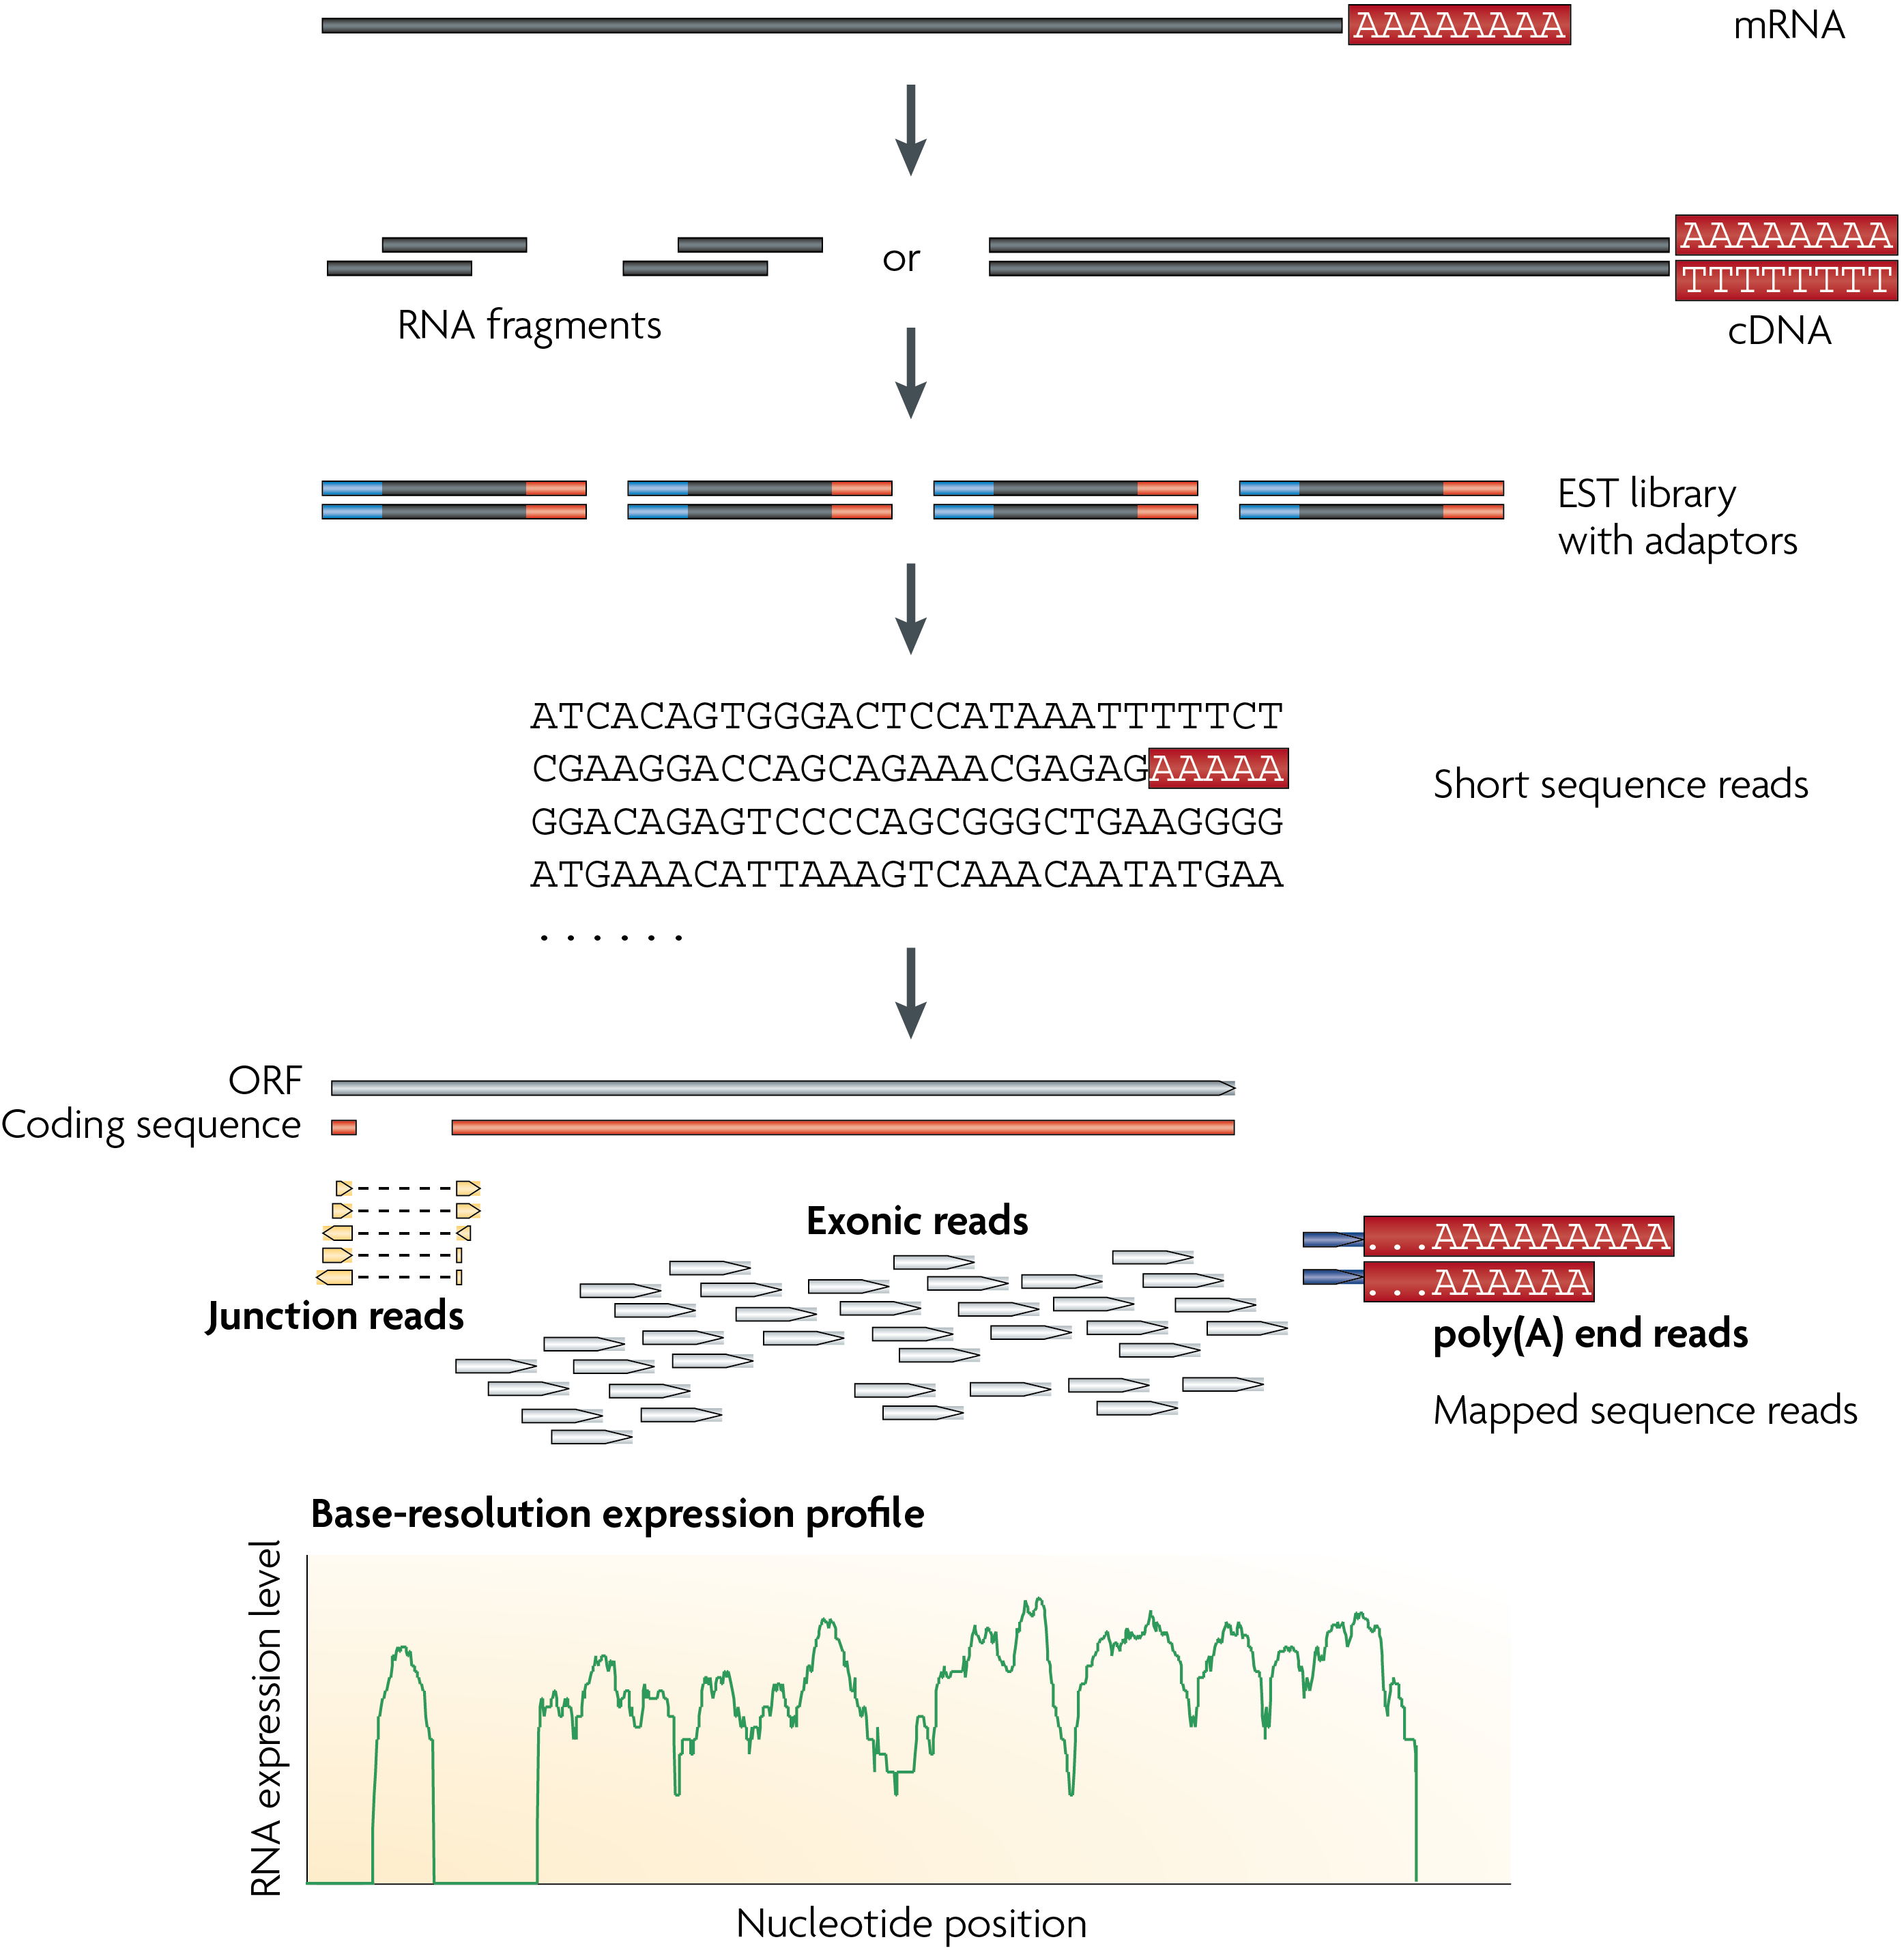 AAAAAAAA
mRNA
AAAAAAAA
or
TTTTTTTT
RNA fragments
cDNA
EST library
with adaptors
ATCACAGTGGGACTCCATAAATTTTTCT
CGAAGGACCAGCAGAAACGAGAGAAAAA
Short sequence reads
GGACAGAGTCCCCAGCGGGCTGAAGGGG
ATGAAACATTAAAGTCAAACAATATGAA
. . . . . .
ORF
Coding sequence
Exonic reads
...AAAAAAAAA
...AAAAAA
Junction reads
poly(A) end reads
Mapped sequence reads
Base-resolution expression profile
RNA expression level
Nucleotide position